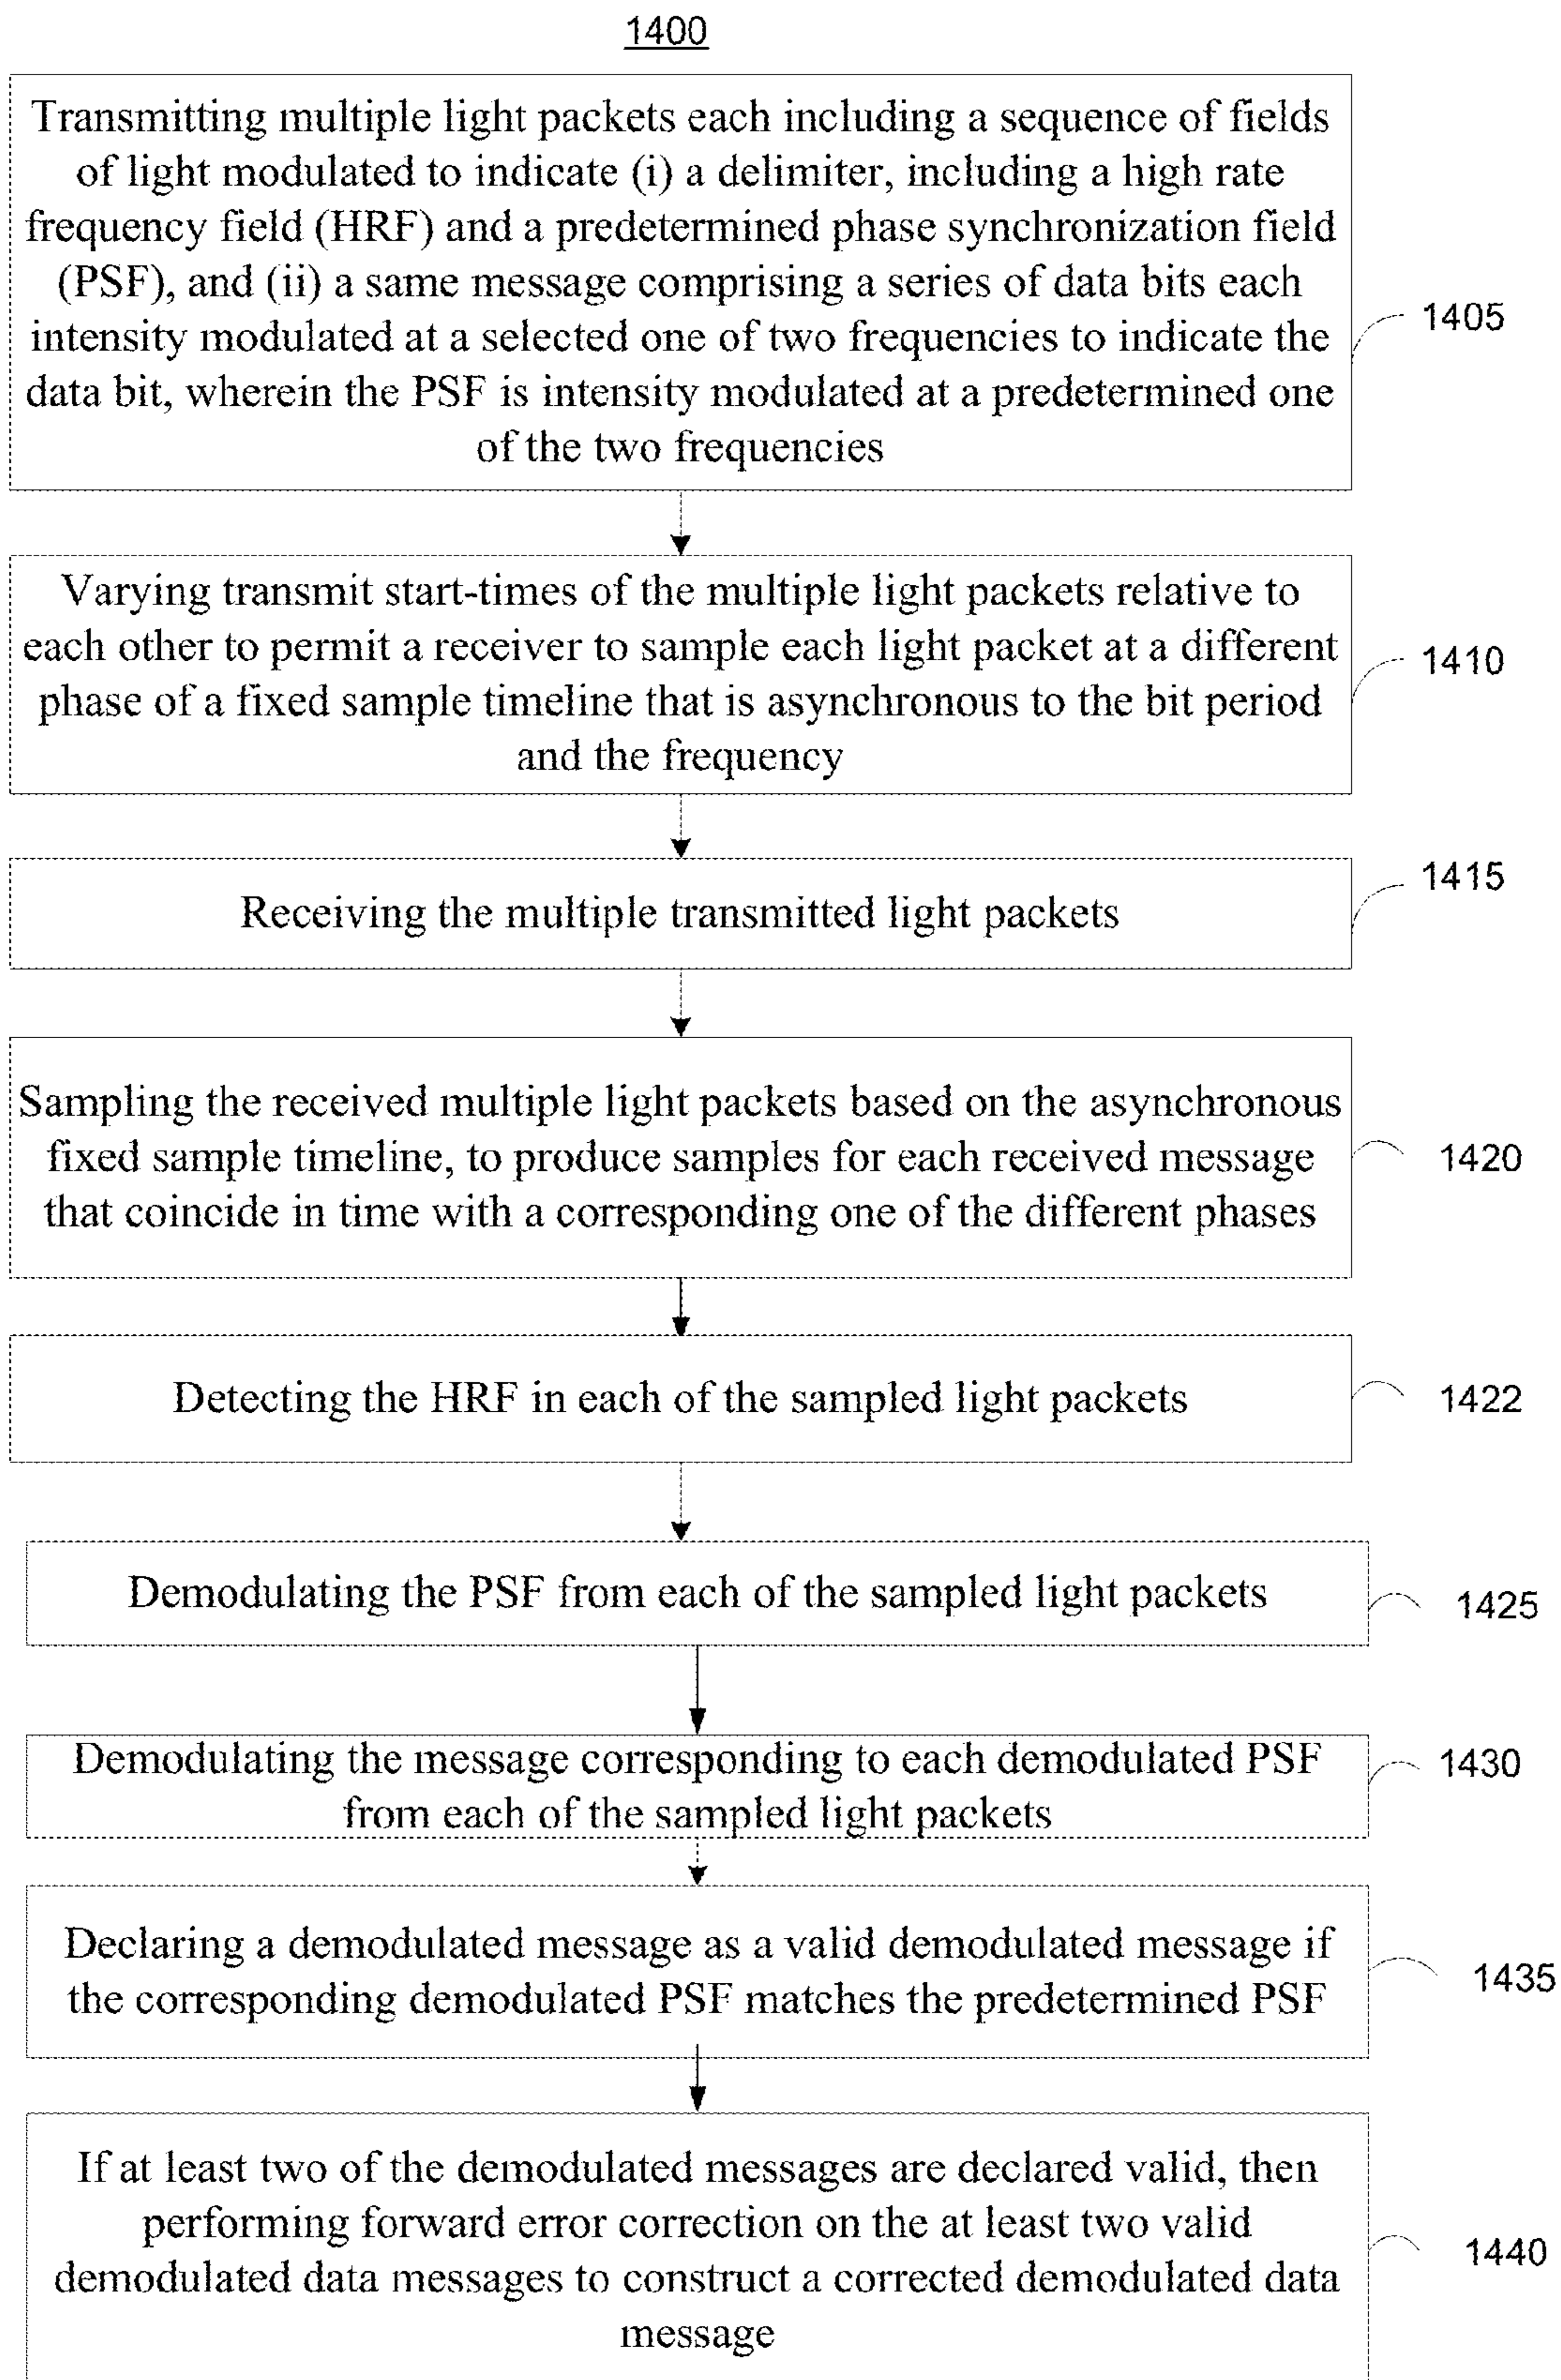 1400
Transmitting multiple light packets each including a sequence of fields
of light modulated to indicate (i) a delimiter, including a high rate
frequency field (HRF) and a predetermined phase synchronization field
(PSF), and (ii) a same message comprising a series of data bits each
intensity modulated at a selected one of two frequencies to indicate the
data bit, wherein the PSF is intensity modulated at a predetermined one
of the two frequencies
1405
Varying transmit start-times of the multiple light packets relative to
each other to permit a receiver to sample each light packet at a different
phase of a fixed sample timeline that is asynchronous to the bit period
and the frequency
1410
Receiving the multiple transmitted light packets
1415
Sampling the received multiple light packets based on the asynchronous
fixed sample timeline, to produce samples for each received message
that coincide in time with a corresponding one of the different phases
1420
Detecting the HRF in each of the sampled light packets
1422
Demodulating the PSF from each of the sampled light packets
1425
Demodulating the message corresponding to each demodulated PSF
from each of the sampled light packets
1430
Declaring a demodulated message as a valid demodulated message if
the corresponding demodulated PSF matches the predetermined PSF
1435
If at least two of the demodulated messages are declared valid, then
performing forward error correction on the at least two valid
demodulated data messages to construct a corrected demodulated data
message
1440